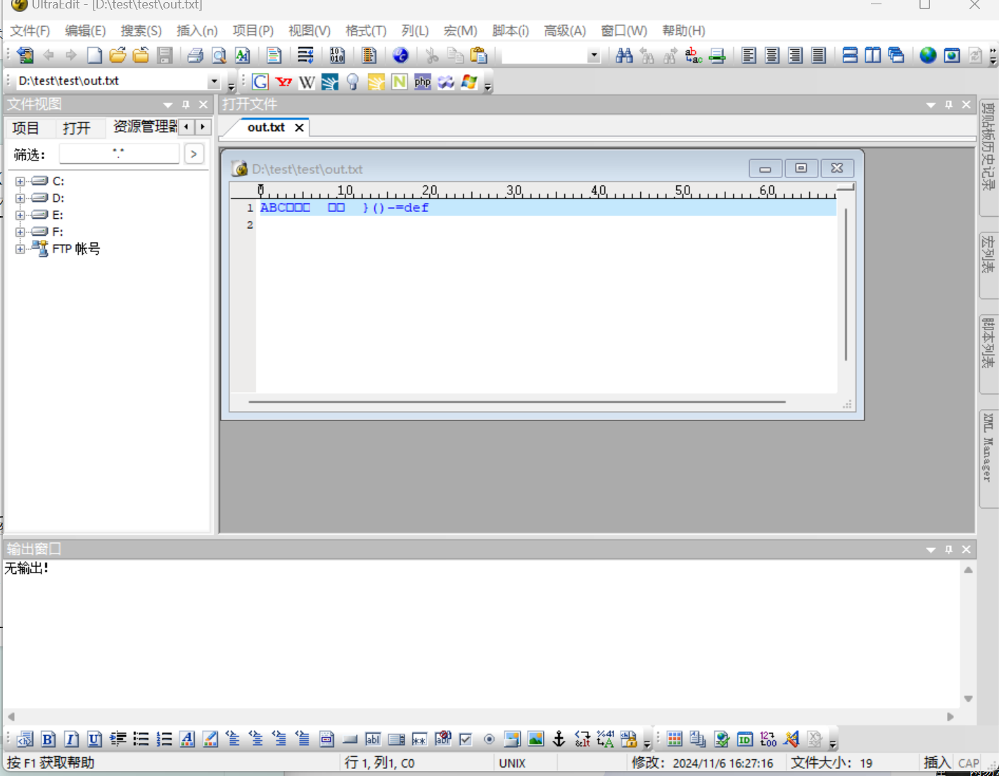 UltraEdit - [D:\test\test\out.txt]
文件(F) 编辑(E) 搜索(S) 插入(n) 项目(P) 视图(V) 格式(T) 列(L) 宏(M) 脚本(i) 高级(A) 窗口(W) 帮助(H)
D:\test\test\out.txt
文件视图
打开文件
项目 打开 资源管理器
out.txt
筛选： *.* >
C:
D:
E:
F:
FTP 帐号
D:\test\test\out.txt
0 10 20 30 40 50 60
1 ABC□□□ □□ }()-=def
2
剪贴板历史记录
宏列表
脚本列表
XML Manager
输出窗口
无输出!
按 F1 获取帮助 行 1, 列1, C0 UNIX 修改： 2024/11/6 16:27:16 文件大小： 19 插入 CAP